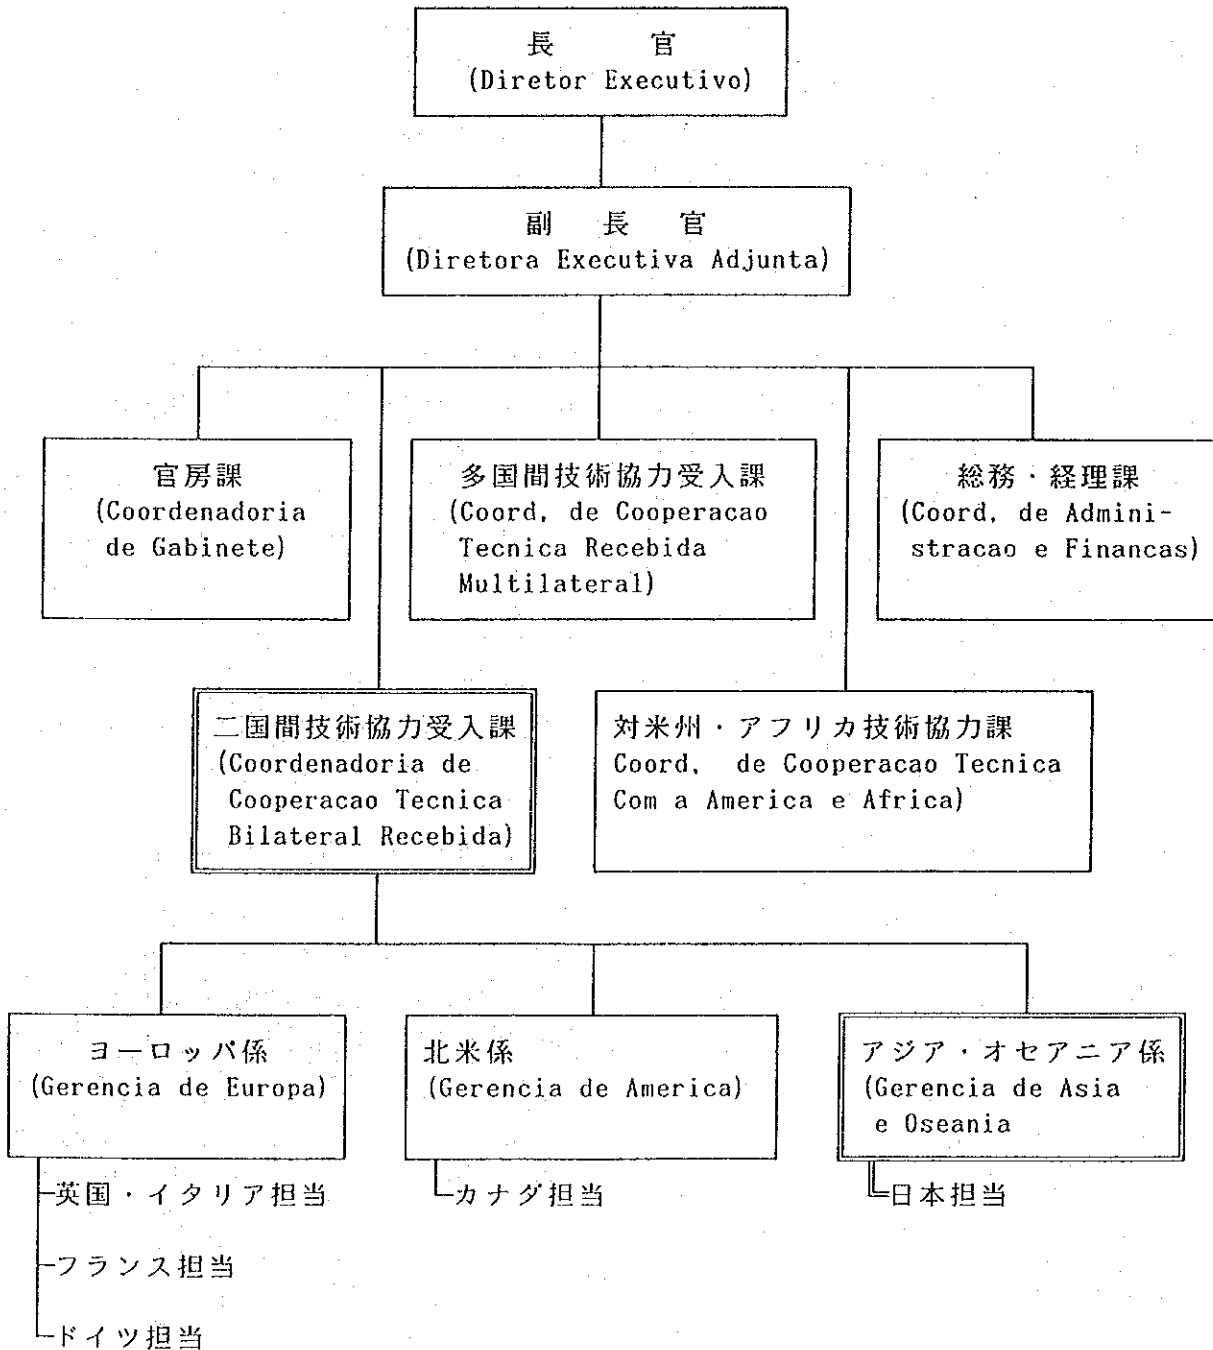 長官
(Diretor Executivo)
副長官
(Diretora Executiva Adjunta)
官房課
(Coordenadoria
de Gabinete)
多国間技術協力受入課
(Coord. de Cooperacao
Tecnica Recebida
Multilateral)
総務・経理課
(Coord. de Admini-
stracao e Financas)
二国間技術協力受入課
(Coordenadoria de
Cooperacao Tecnica
Bilateral Recebida)
対米州・アフリカ技術協力課
Coord. de Cooperacao Tecnica
Com a America e Africa)
ヨーロッパ係
(Gerencia de Europa)
英国・イタリア担当
フランス担当
ドイツ担当
北米係
(Gerencia de America)
カナダ担当
アジア・オセアニア係
(Gerencia de Asia
e Oseania
日本担当